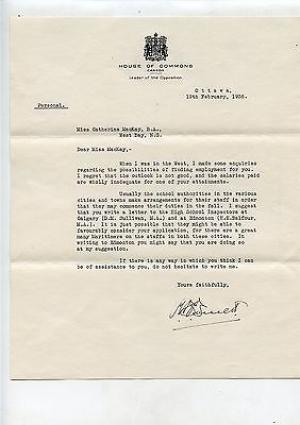 HOUSE OF COMMONS
CANADA
Leader of the Opposition
Ottawa,
19th February, 1936.
Personal.
Miss Catherine MacKay, B.A.,
West Bay, N.S.
Dear Miss MacKay,-
When I was in the West, I made some enquiries
regarding the possibilities of finding employment for you.
I regret that the outlook is not good, and the salaries paid
are wholly inadequate for one of your attainments.
Usually the school authorities in the various
cities and towns make arrangements for their staff in order
that they may commence their duties in the fall. I suggest
that you write a letter to the High School Inspectors at
Calgary (D.M. Sullivan, M.A.) and at Edmonton (F.S.Balfour,
M.A.). It is just possible that they might be able to
favourably consider your application, for there are a great
many Maritimers on the staffs in both these cities. In
writing to Edmonton you might say that you are doing so
at my suggestion.
If there is any way in which you think I can
be of assistance to you, do not hesitate to write me.
Yours faithfully,